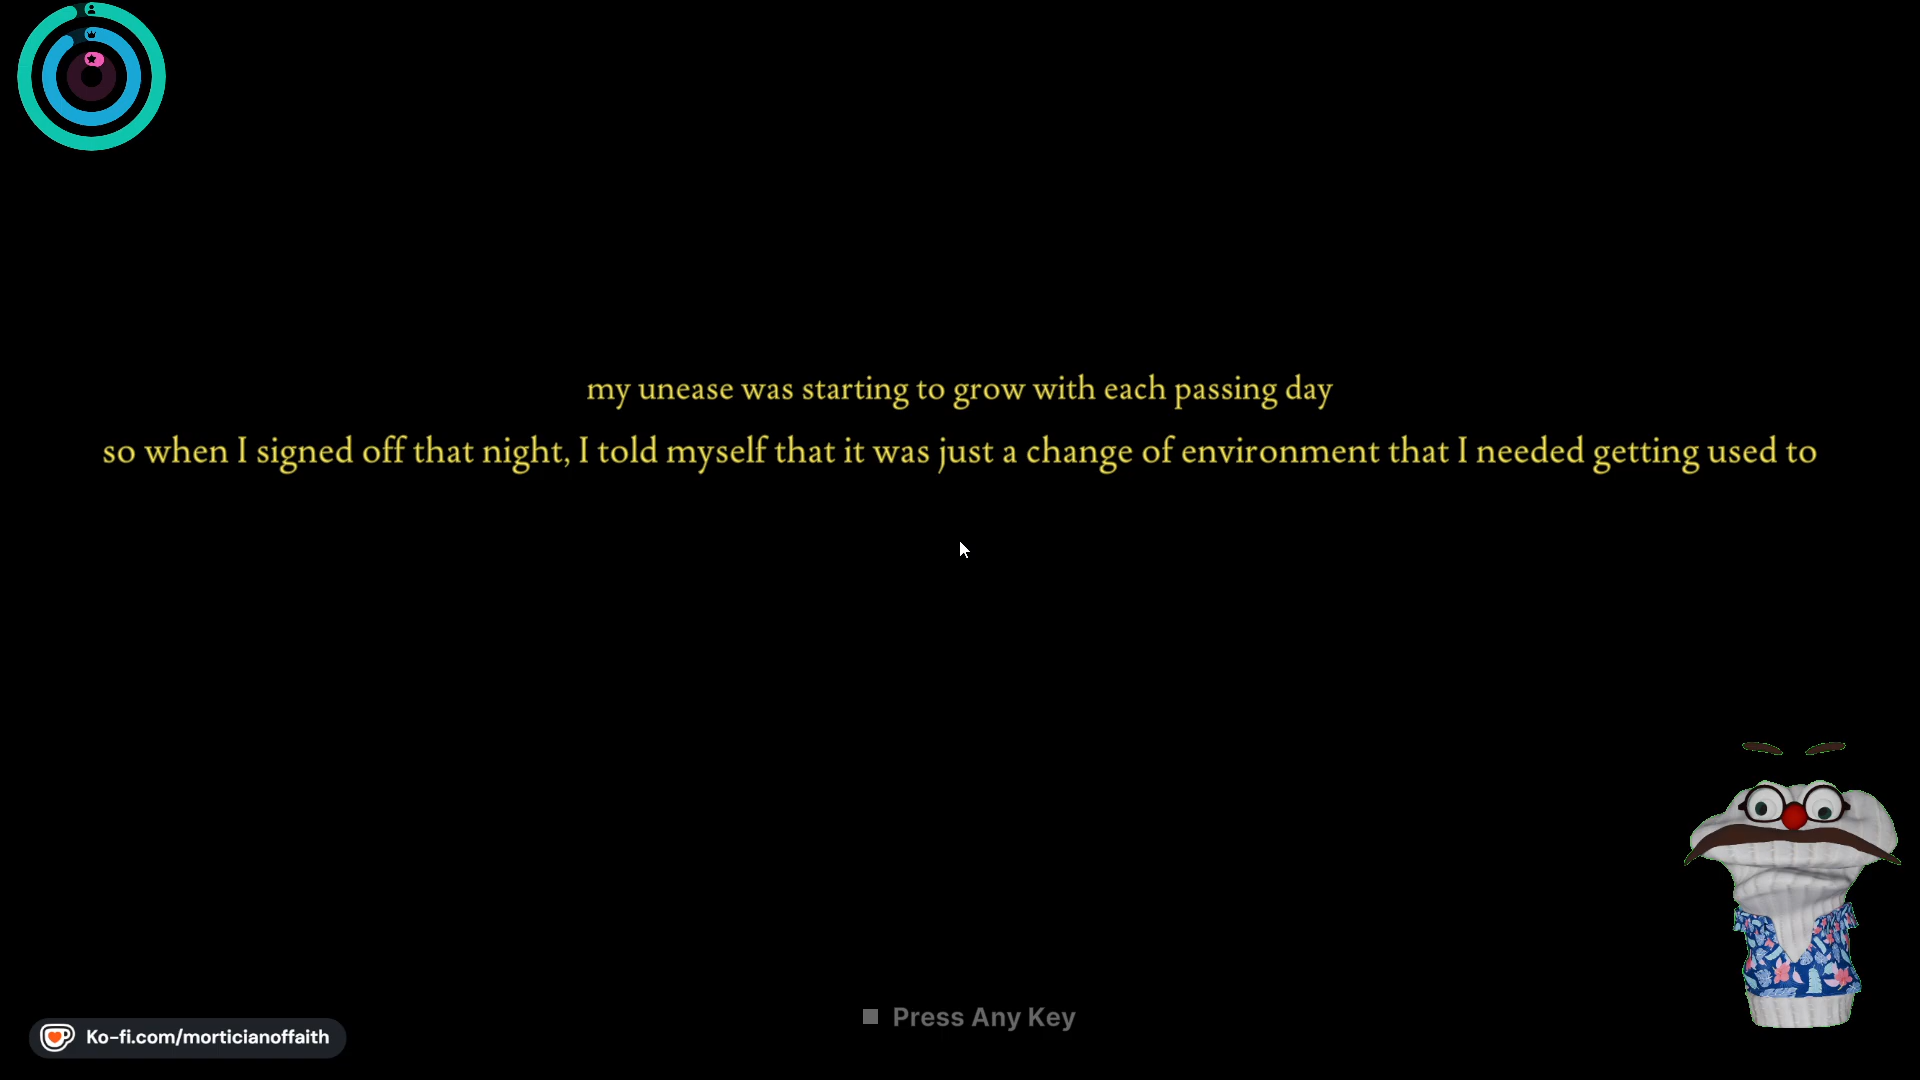 my unease was starting to grow with each passing day
so when I signed off that night, I told myself that it was just a change of environment that I needed getting used to
Press Any Key
Ko-fi.com/morticianoffaith